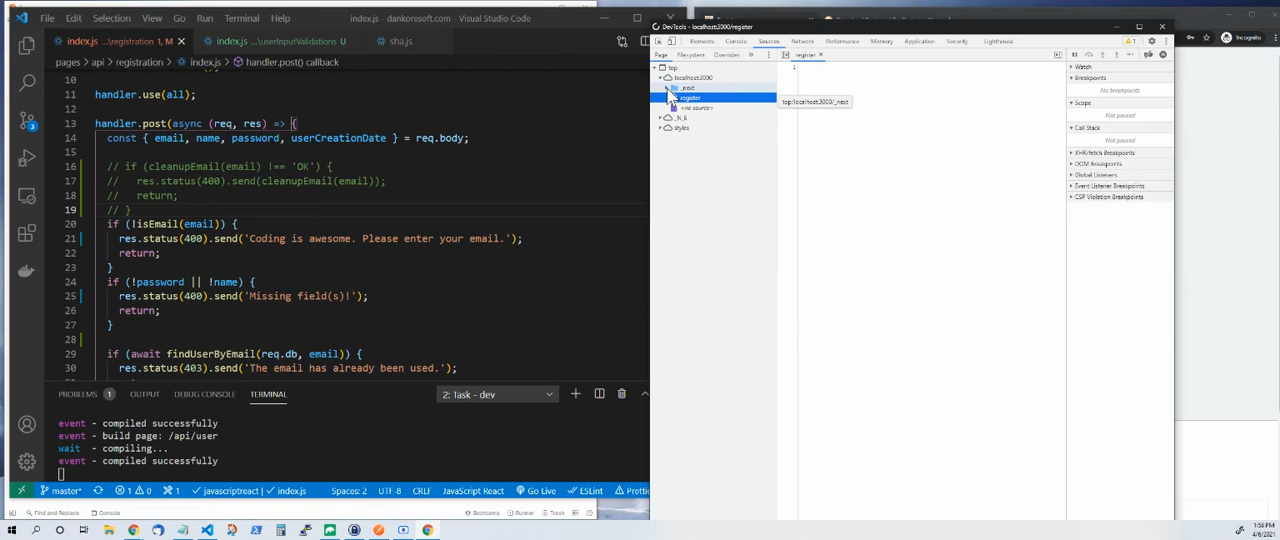 File Edit Selection View Go Run Terminal index.js - dankoresoft.com - Visual Studio Code
index.js ...\registration 1, M index.js ...\userInputValidations U sha.js
pages > api > registration > index.js > handler.post() callback
10
11 handler.use(all);
12
13 handler.post(async (req, res) => {
14 const { email, name, password, userCreationDate } = req.body;
15
16 // if (cleanupEmail(email) !== 'OK') {
17 // res.status(400).send(cleanupEmail(email));
18 // return;
19 // }
20 if (!isEmail(email)) {
21 res.status(400).send('Coding is awesome. Please enter your email.');
22 return;
23 }
24 if (!password || !name) {
25 res.status(400).send('Missing field(s)!');
26 return;
27 }
28
29 if (await findUserByEmail(req.db, email)) {
30 res.status(403).send('The email has already been used.');
PROBLEMS 1 OUTPUT DEBUG CONSOLE TERMINAL 2: Task - dev
event - compiled successfully
event - build page: /api/user
wait - compiling...
event - compiled successfully
master* 1 0 1 javascriptreact | index.js Spaces: 2 UTF-8 CRLF JavaScript React Go Live ESLint
Find and Replace Console Bootcamp Runner Trash
DevTools - localhost:3000/register
Elements Console Sources Network Performance Memory Application Security Lighthouse 1
Page Filesystem Overrides » register ×
top
localhost:3000
_next
register
<no source>
_N_E
styles
1
top/localhost:3000/_next
Watch
Breakpoints
No breakpoints
Scope
Not paused
Call Stack
Not paused
XHR/fetch Breakpoints
DOM Breakpoints
Global Listeners
Event Listener Breakpoints
CSP Violation Breakpoints
Incognito
3
1:58 PM
4/6/2021